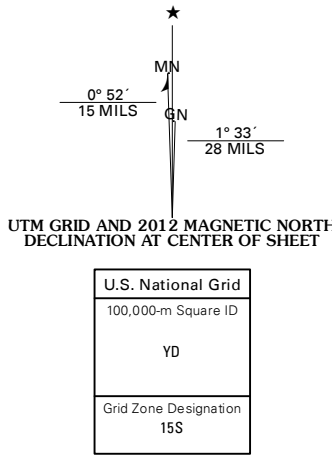 ★
MN
0° 52´
15 MILS
GN
1° 33´
28 MILS
UTM GRID AND 2012 MAGNETIC NORTH
DECLINATION AT CENTER OF SHEET
U.S. National Grid
100,000-m Square ID
YD
Grid Zone Designation
15S